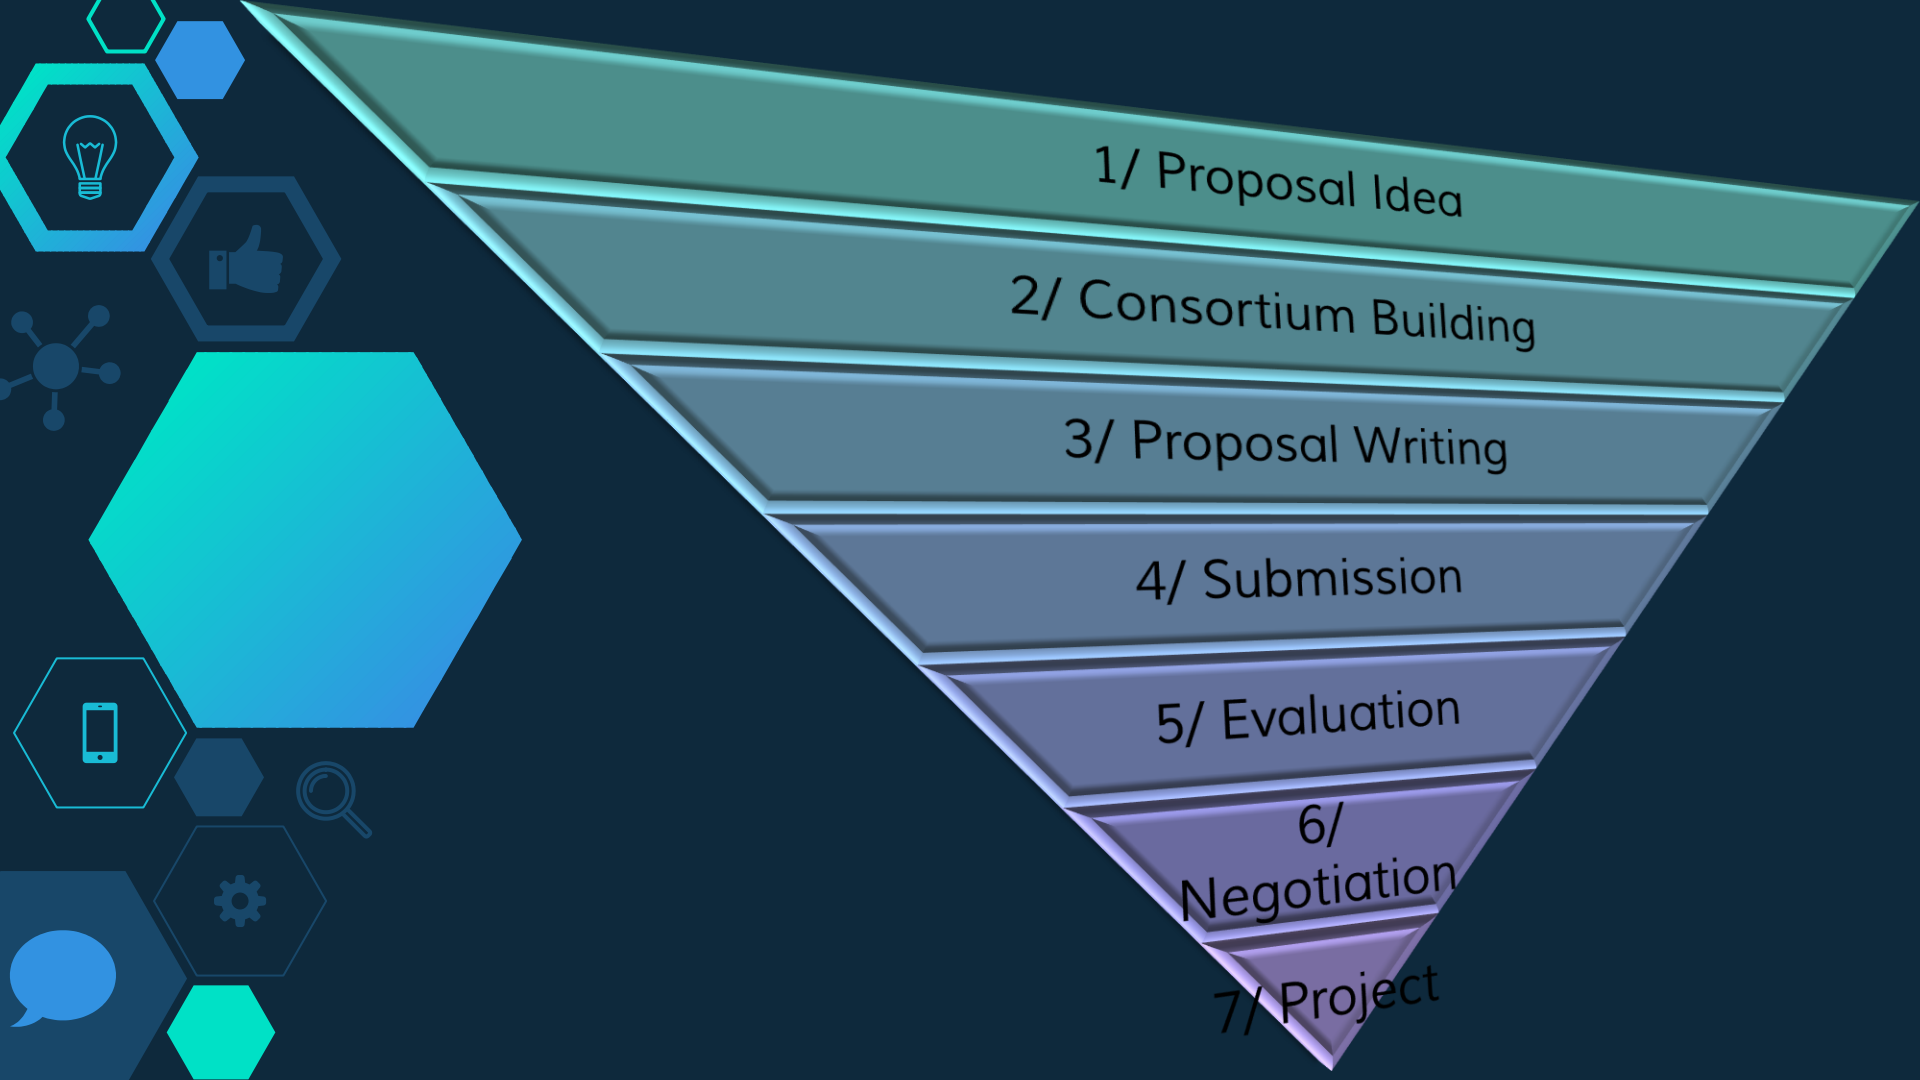 1/ Proposal Idea
2/ Consortium Building
3/ Proposal Writing
4/ Submission
5/ Evaluation
6/
Negotiation
7/ Project